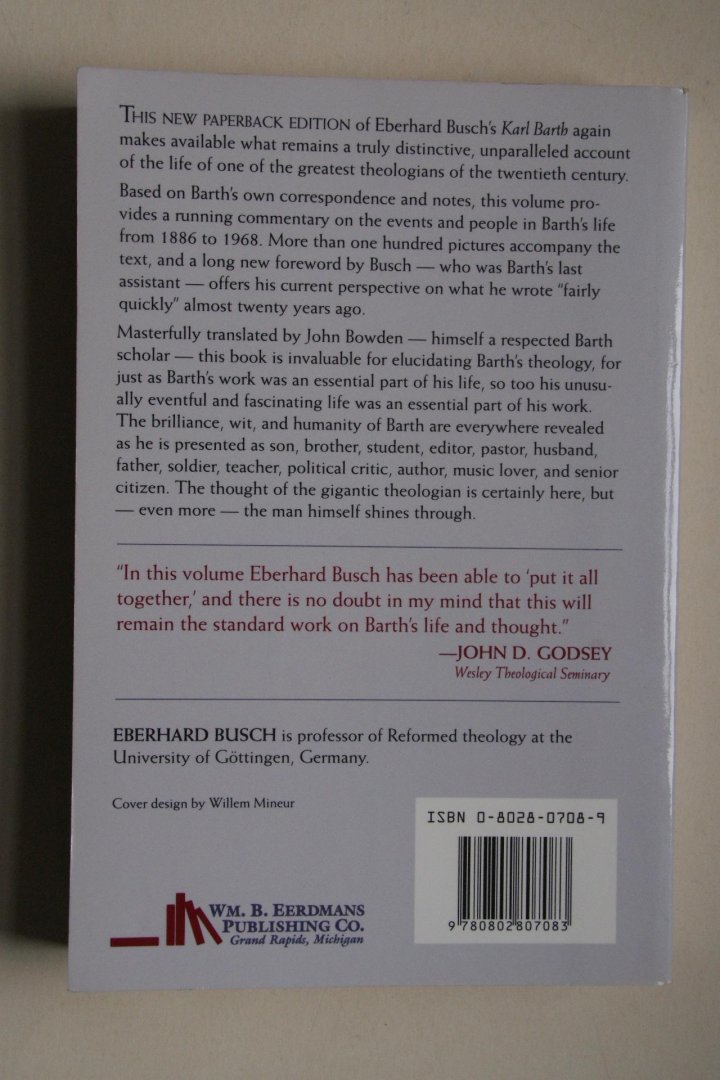 THIS NEW PAPERBACK EDITION of Eberhard Busch's Karl Barth again
makes available what remains a truly distinctive, unparalleled account
of the life of one of the greatest theologians of the twentieth century.
Based on Barth's own correspondence and notes, this volume pro-
vides a running commentary on the events and people in Barth's life
from 1886 to 1968. More than one hundred pictures accompany the
text, and a long new foreword by Busch — who was Barth's last
assistant — offers his current perspective on what he wrote "fairly
quickly" almost twenty years ago.
Masterfully translated by John Bowden — himself a respected Barth
scholar — this book is invaluable for elucidating Barth's theology, for
just as Barth's work was an essential part of his life, so too his unusu-
ally eventful and fascinating life was an essential part of his work.
The brilliance, wit, and humanity of Barth are everywhere revealed
as he is presented as son, brother, student, editor, pastor, husband,
father, soldier, teacher, political critic, author, music lover, and senior
citizen. The thought of the gigantic theologian is certainly here, but
— even more — the man himself shines through.
"In this volume Eberhard Busch has been able to 'put it all
together,' and there is no doubt in my mind that this will
remain the standard work on Barth's life and thought."
—JOHN D. GODSEY
Wesley Theological Seminary
EBERHARD BUSCH is professor of Reformed theology at the
University of Göttingen, Germany.
Cover design by Willem Mineur
ISBN 0-8028-0708-9
9 780802 807083
WM. B. EERDMANS
PUBLISHING CO.
Grand Rapids, Michigan